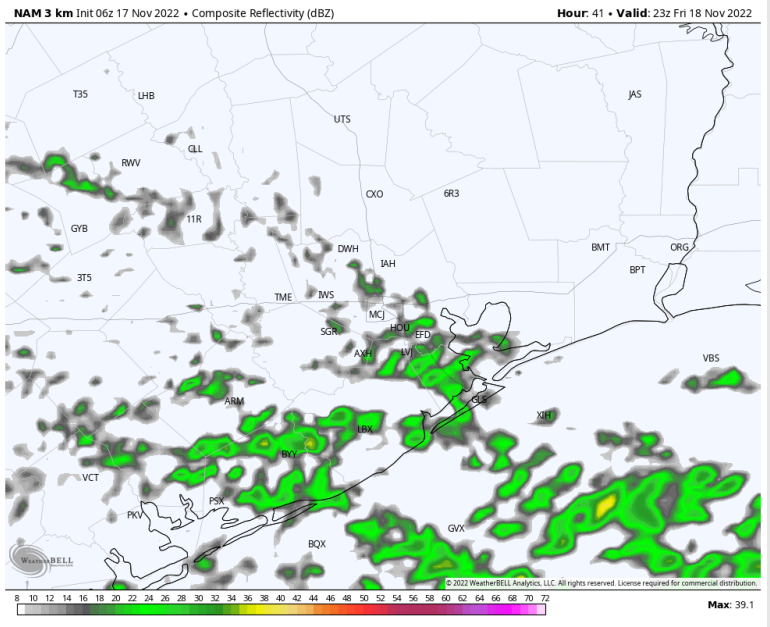 NAM 3 km Init 06z 17 Nov 2022 • Composite Reflectivity (dBZ) Hour: 41 • Valid: 23z Fri 18 Nov 2022
T35 LHB JAS
UTS
CLL
RWV
CXO 6R3
11R
GYB
DWH BMT ORG
IAH BPT
3T5
TME IWS
MCJ
SGR HOU
EFD
AXH LVJ
VBS
ARM GLS
XIH
LBX
BYY
VCT
PSX
PKV
GVX
BQX
WEATHERBELL
© 2022 WeatherBELL Analytics, LLC. All rights reserved. License required for commercial distribution.
8 10 12 14 16 18 20 22 24 26 28 30 32 34 36 38 40 42 44 46 48 50 52 54 56 58 60 62 64 66 68 70 72
Max: 39.1